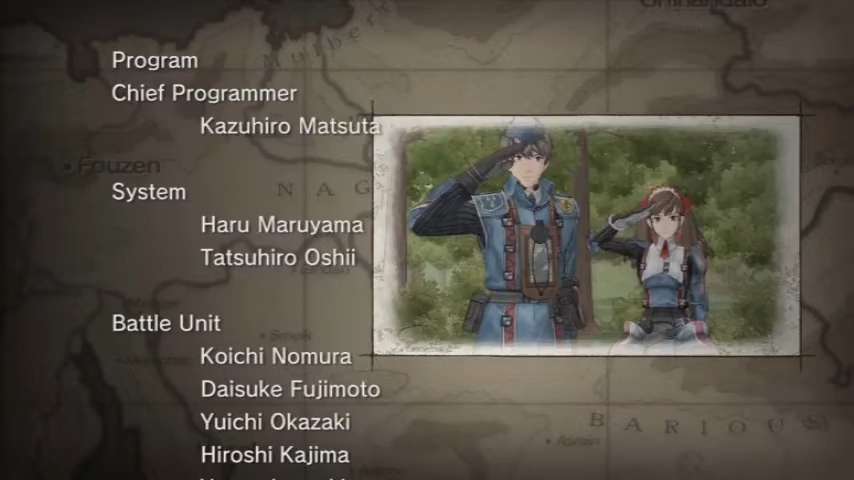 Program
Chief Programmer
Kazuhiro Matsuta
Fouzen
System
NAG
Haru Maruyama
Tatsuhiro Oshii
Battle Unit
Koichi Nomura
Daisuke Fujimoto
BARIOUS
Yuichi Okazaki
Hiroshi Kajima